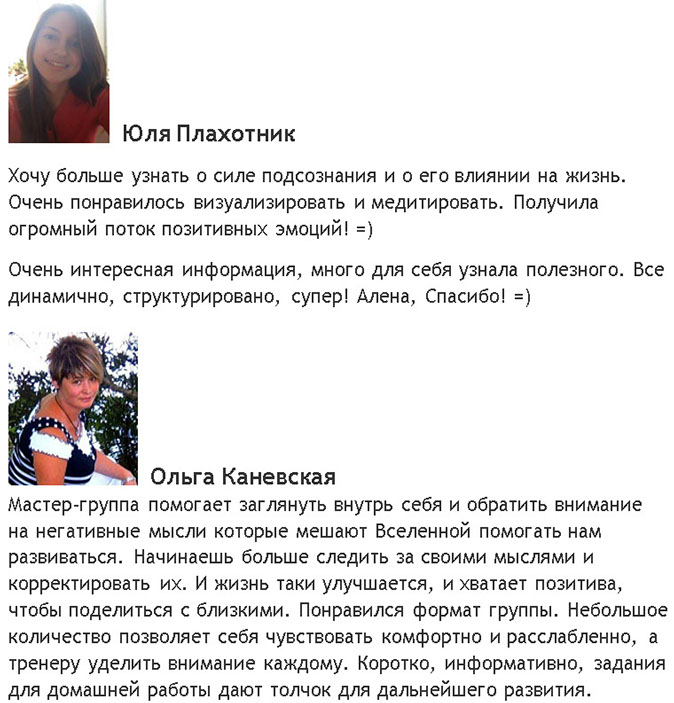 Юля Плахотник
Хочу больше узнать о силе подсознания и о его влиянии на жизнь.
Очень понравилось визуализировать и медитировать. Получила
огромный поток позитивных эмоций! =)
Очень интересная информация, много для себя узнала полезного. Все
динамично, структурировано, супер! Алена, Спасибо! =)
Ольга Каневская
Мастер-группа помогает заглянуть внутрь себя и обратить внимание
на негативные мысли которые мешают Вселенной помогать нам
развиваться. Начинаешь больше следить за своими мыслями и
корректировать их. И жизнь таки улучшается, и хватает позитива,
чтобы поделиться с близкими. Понравился формат группы. Небольшое
количество позволяет себя чувствовать комфортно и расслабленно, а
тренеру уделить внимание каждому. Коротко, информативно, задания
для домашней работы дают толчок для дальнейшего развития.